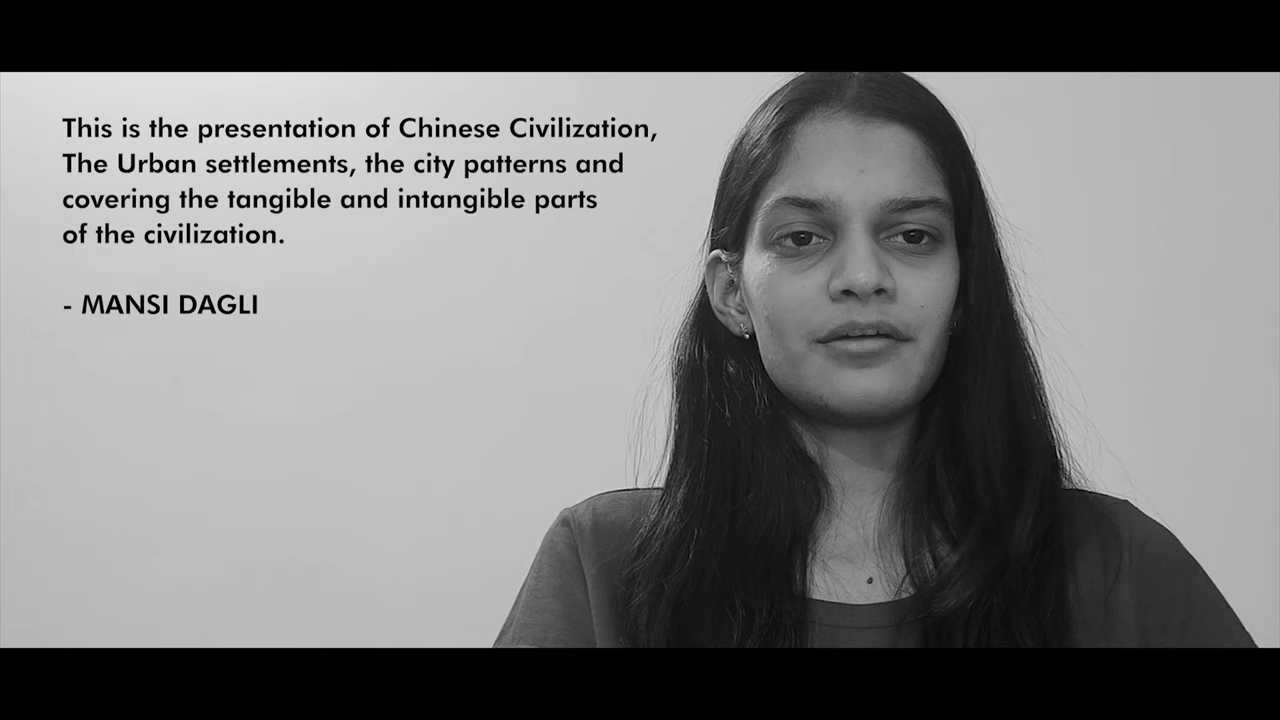 This is the presentation of Chinese Civilization,
The Urban settlements, the city patterns and
covering the tangible and intangible parts
of the civilization.
- MANSI DAGLI